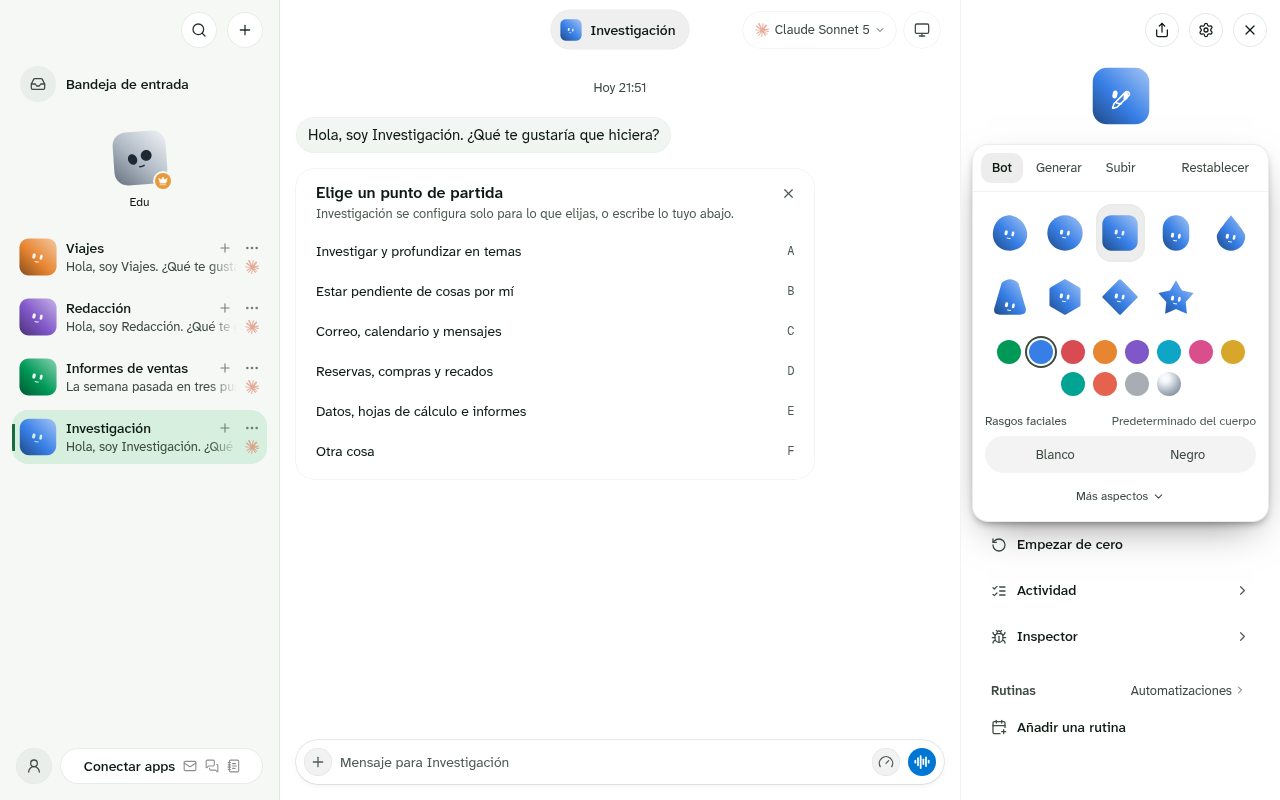 Bandeja de entrada
Edu
Viajes
Hola, soy Viajes. ¿Qué te gust
Redacción
Hola, soy Redacción. ¿Qué te
Informes de ventas
La semana pasada en tres pu
Investigación
Hola, soy Investigación. ¿Qué
Conectar apps
Investigación
Claude Sonnet 5
Hoy 21:51
Hola, soy Investigación. ¿Qué te gustaría que hiciera?
Elige un punto de partida
Investigación se configura solo para lo que elijas, o escribe lo tuyo abajo.
Investigar y profundizar en temas A
Estar pendiente de cosas por mí B
Correo, calendario y mensajes C
Reservas, compras y recados D
Datos, hojas de cálculo e informes E
Otra cosa F
Mensaje para Investigación
Bot Generar Subir Restablecer
Rasgos faciales Predeterminado del cuerpo
Blanco Negro
Más aspectos
Empezar de cero
Actividad
Inspector
Rutinas Automatizaciones
Añadir una rutina